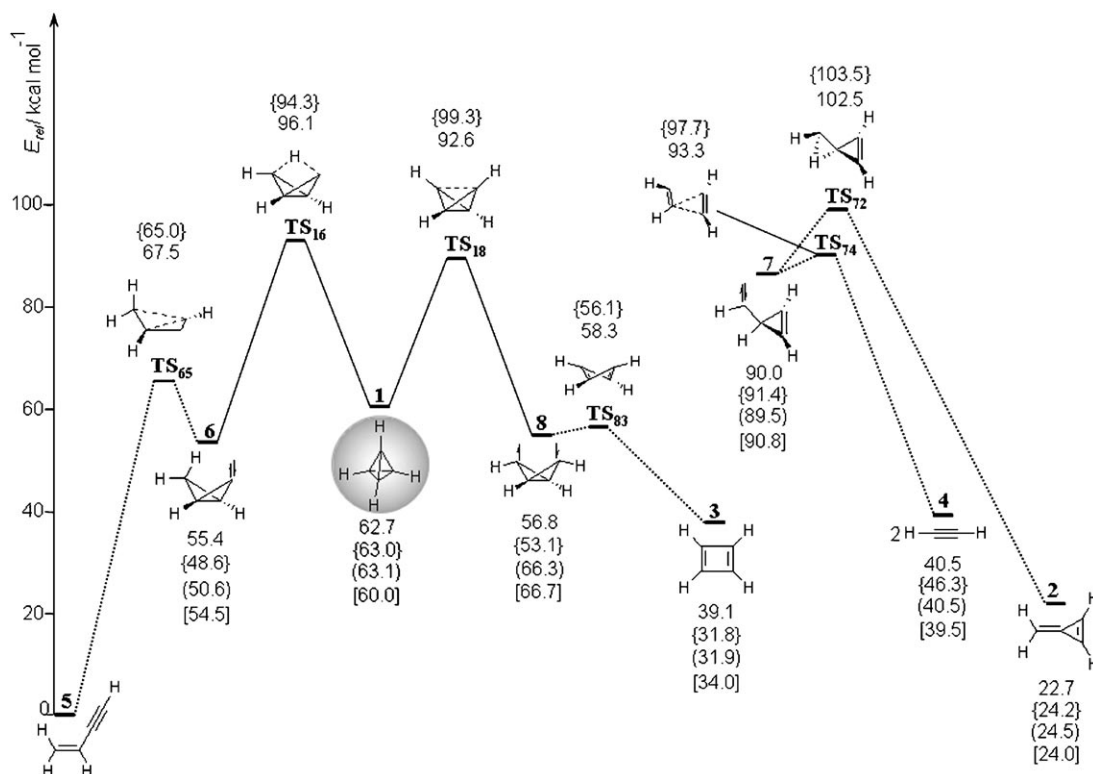 E_rel / kcal mol⁻¹
100
80
60
40
20
0
5
H
H
H
H
{65.0}
67.5
H
H
H
H
TS₆₅
6
H
H
H
H
55.4
{48.6}
(50.6)
[54.5]
{94.3}
96.1
H
H
H
H
TS₁₆
1
H
H
H
H
62.7
{63.0}
(63.1)
[60.0]
{99.3}
92.6
H
H
H
H
TS₁₈
8
H
H
H
H
56.8
{53.1}
(66.3)
[66.7]
{56.1}
58.3
H
H
H
H
TS₈₃
3
H
H
H
H
39.1
{31.8}
(31.9)
[34.0]
{97.7}
93.3
H
H
H
H
TS₇₄
7
H
H
H
H
90.0
{91.4}
(89.5)
[90.8]
{103.5}
102.5
H
H
H
H
TS₇₂
4
2 H H
40.5
{46.3}
(40.5)
[39.5]
2
H
H
H
H
22.7
{24.2}
(24.5)
[24.0]